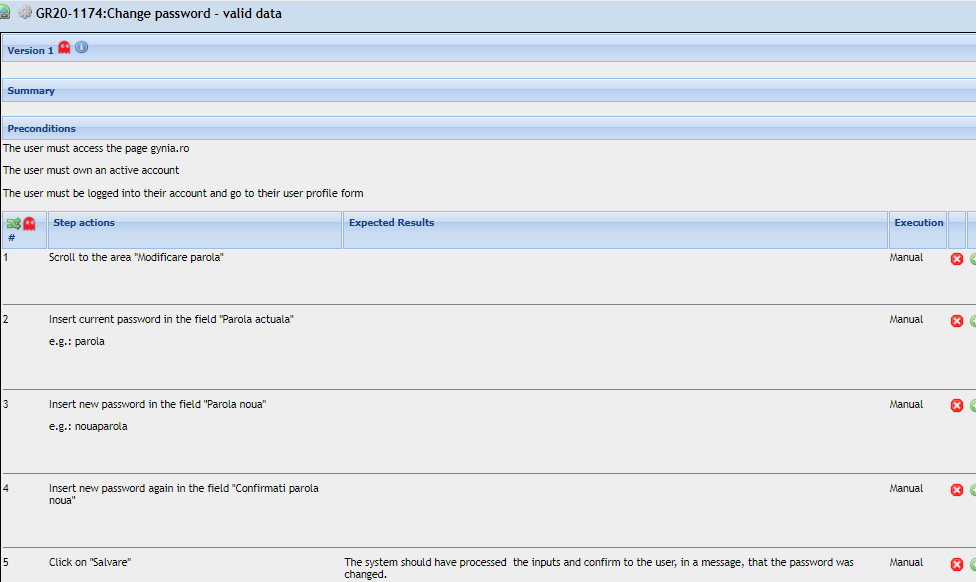 GR20-1174:Change password - valid data
Version 1
Summary
Preconditions
The user must access the page gynia.ro
The user must own an active account
The user must be logged into their account and go to their user profile form
# Step actions Expected Results Execution
1 Scroll to the area "Modificare parola" Manual
2 Insert current password in the field "Parola actuala" Manual
e.g.: parola
3 Insert new password in the field "Parola noua" Manual
e.g.: nouaparola
4 Insert new password again in the field "Confirmati parola Manual
noua"
5 Click on "Salvare" The system should have processed the inputs and confirm to the user, in a message, that the password was Manual
changed.